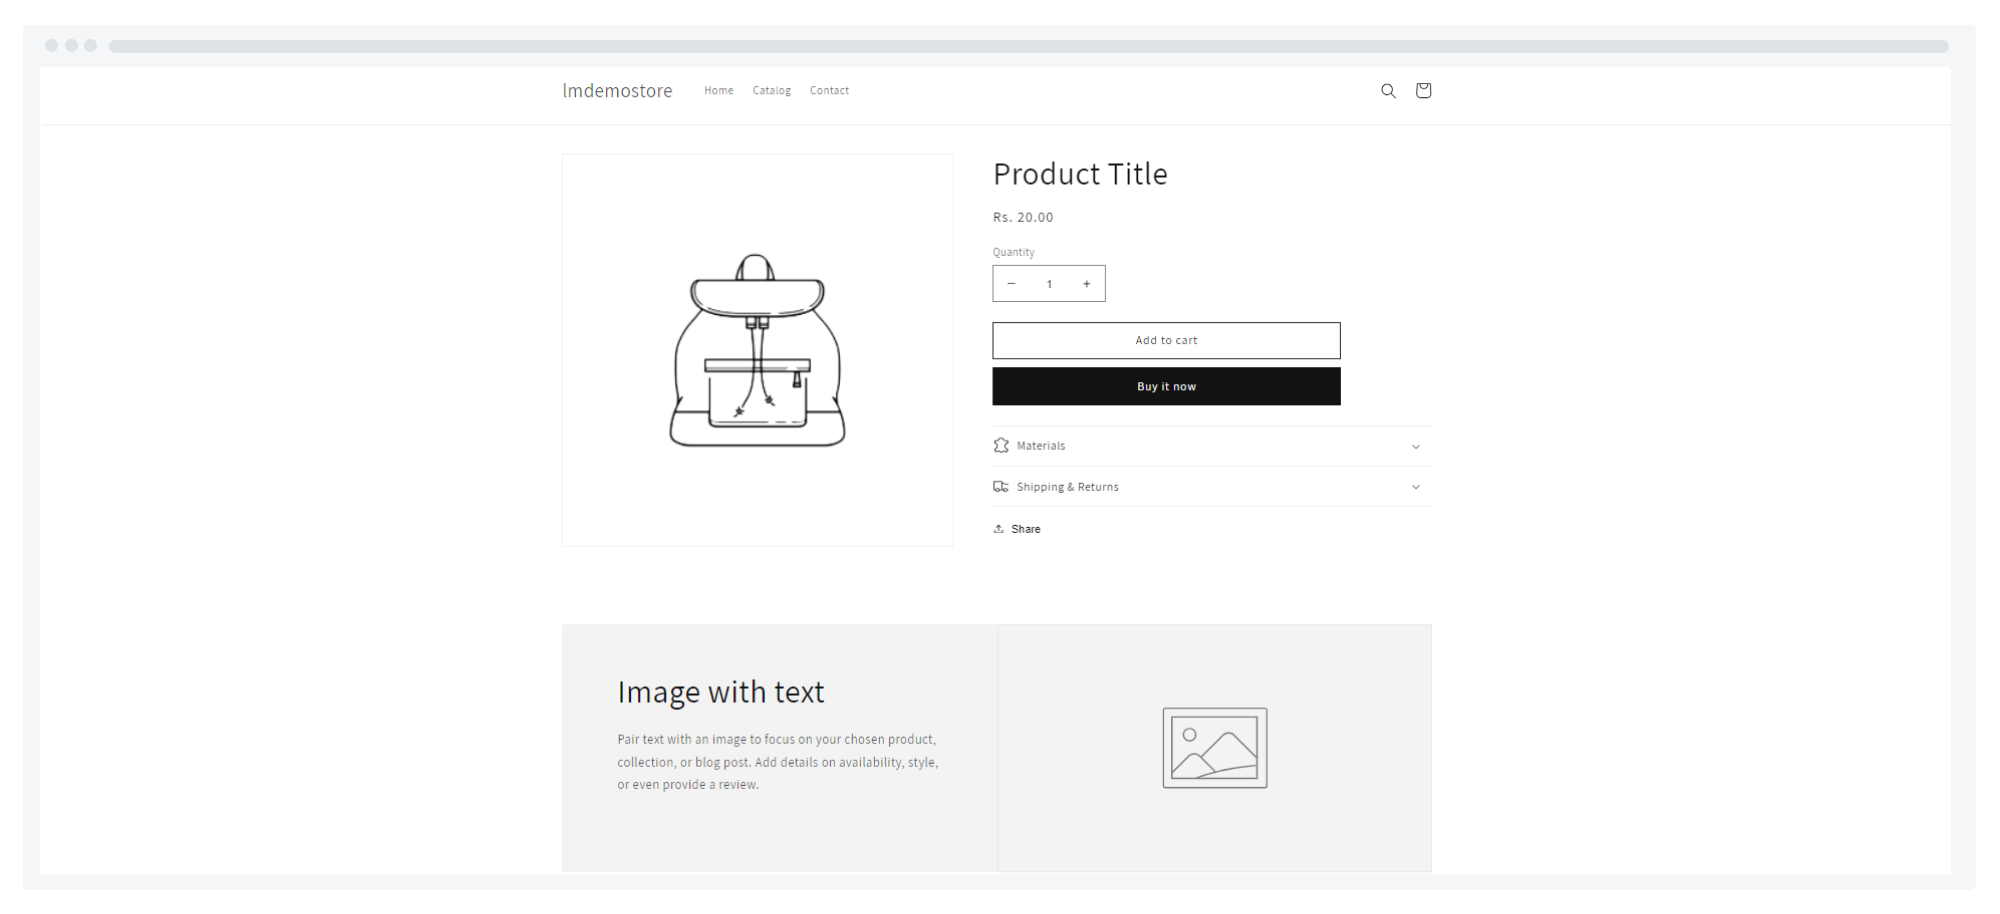 lmdemostore Home Catalog Contact
Product Title
Rs. 20.00
Quantity
− 1 +
Add to cart
Buy it now
Materials
Shipping & Returns
Share
Image with text
Pair text with an image to focus on your chosen product,
collection, or blog post. Add details on availability, style,
or even provide a review.